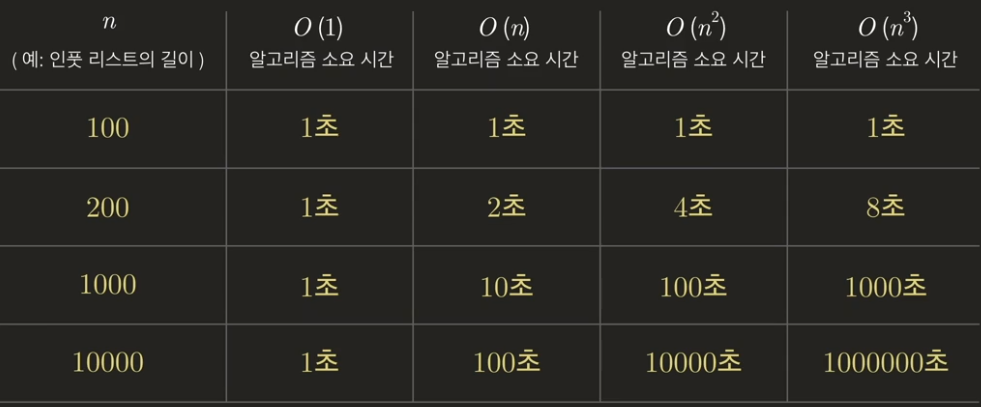 n O (1) O (n) O (n²) O (n³)
( 예: 인풋 리스트의 길이 ) 알고리즘 소요 시간 알고리즘 소요 시간 알고리즘 소요 시간 알고리즘 소요 시간
100 1초 1초 1초 1초
200 1초 2초 4초 8초
1000 1초 10초 100초 1000초
10000 1초 100초 10000초 1000000초